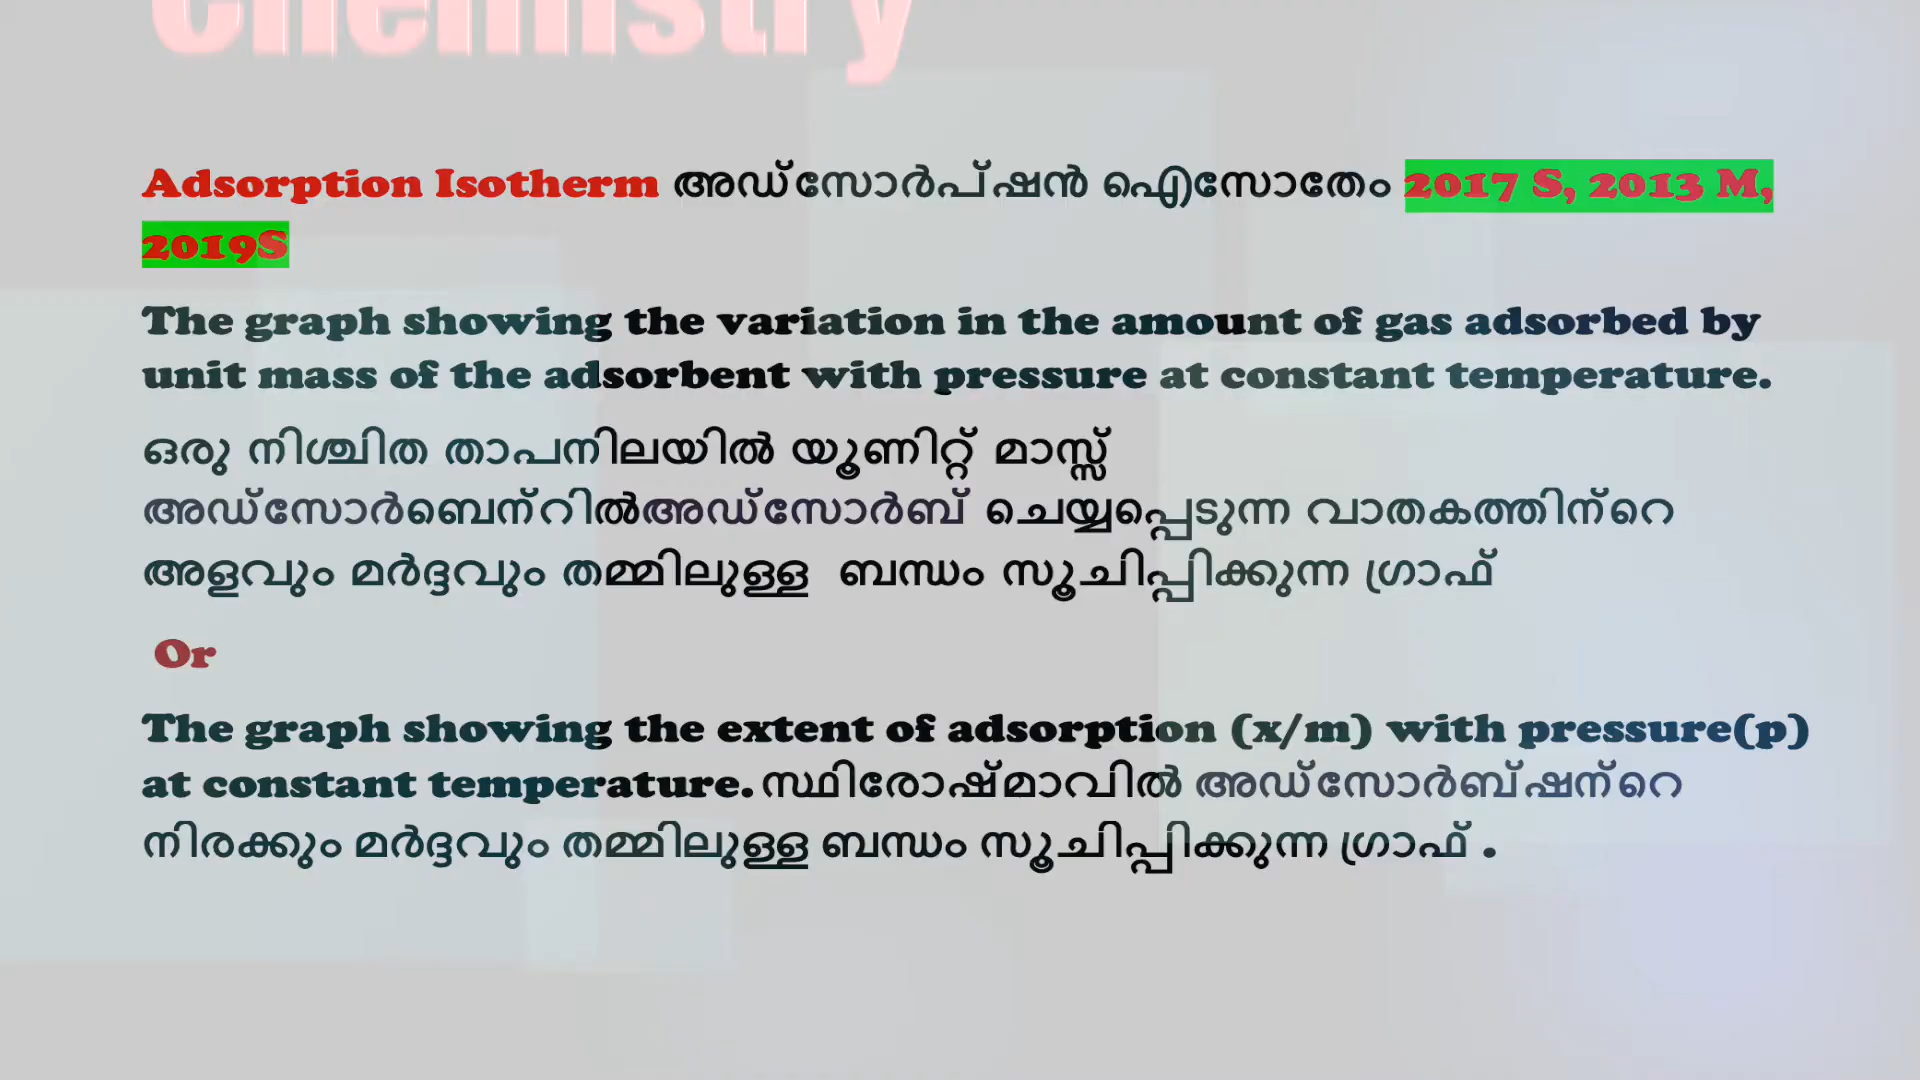 Chemistry
Adsorption Isotherm അഡ്സോർപ്ഷൻ ഐസോതേം 2017 S, 2013 M,
2019S
The graph showing the variation in the amount of gas adsorbed by
unit mass of the adsorbent with pressure at constant temperature.
ഒരു നിശ്ചിത താപനിലയിൽ യൂണിറ്റ് മാസ്സ്
അഡ്സോർബെന്റിൽഅഡ്സോർബ് ചെയ്യപ്പെടുന്ന വാതകത്തിന്റെ
അളവും മർദ്ദവും തമ്മിലുള്ള ബന്ധം സൂചിപ്പിക്കുന്ന ഗ്രാഫ്
Or
The graph showing the extent of adsorption (x/m) with pressure(p)
at constant temperature.സ്ഥിരോഷ്മാവിൽ അഡ്സോർബ്ഷന്റെ
നിരക്കും മർദ്ദവും തമ്മിലുള്ള ബന്ധം സൂചിപ്പിക്കുന്ന ഗ്രാഫ് .